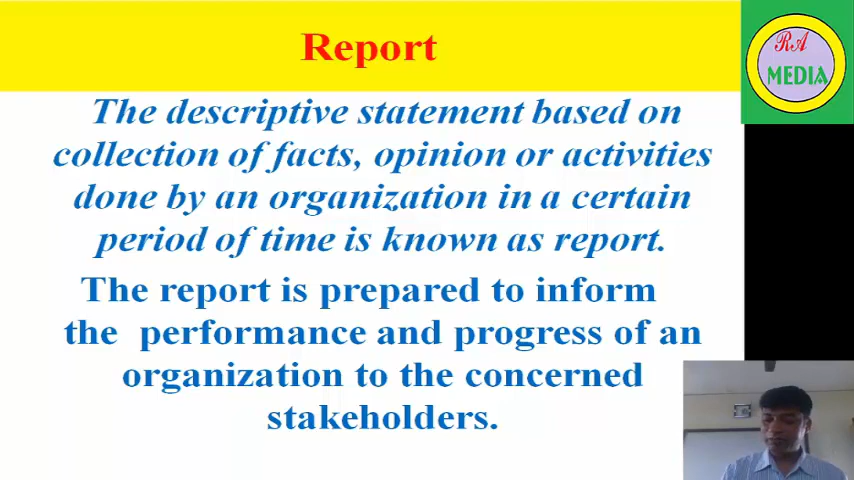 Report
RA
MEDIA
The descriptive statement based on
collection of facts, opinion or activities
done by an organization in a certain
period of time is known as report.
The report is prepared to inform
the performance and progress of an
organization to the concerned
stakeholders.